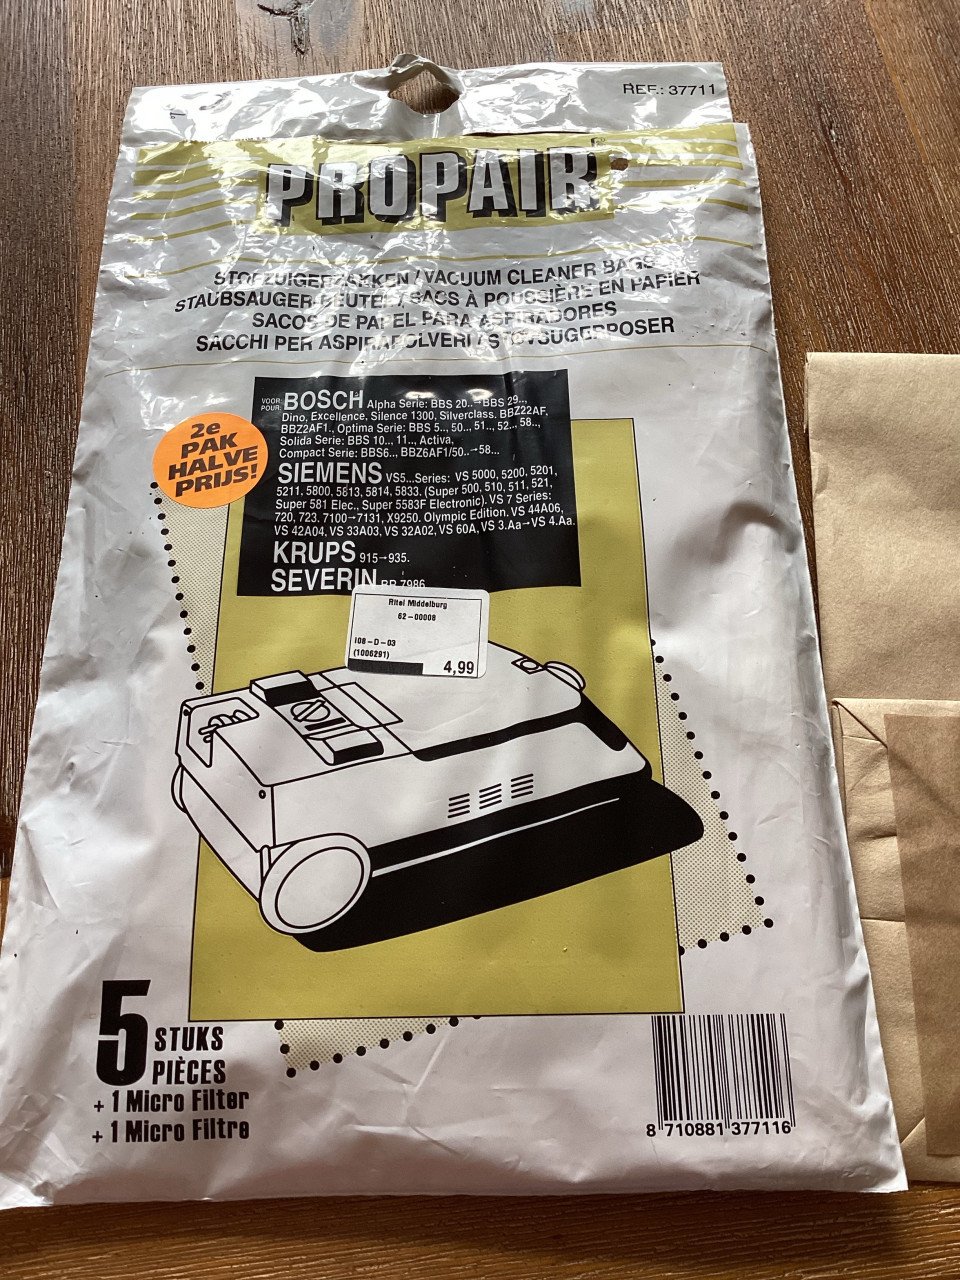 REF.: 37711
PROPAIR
STOFZUIGERZAKKEN / VACUUM CLEANER BAGS
STAUBSAUGER-BEUTEL / SACS À POUSSIÈRE EN PAPIER
SACOS DE PAPEL PARA ASPIRADORES
SACCHI PER ASPIRAPOLVERI / STOVSUGERPOSER
VOOR: POUR: BOSCH Alpha Serie: BBS 20..→BBS 29...
Dino, Excellence, Silence 1300, Silverclass. BBZ22AF,
BBZ2AF1.., Optima Serie: BBS 5.., 50... 51.., 52.., 58..,
Solida Serie: BBS 10... 11.., Activa,
Compact Serie: BBS6.., BBZ6AF1/50..→58...
SIEMENS VS5...Series: VS 5000, 5200, 5201,
5211. 5800, 5813, 5814, 5833. (Super 500, 510, 511, 521,
Super 581 Elec., Super 5583F Electronic). VS 7 Series:
720, 723. 7100→7131, X9250. Olympic Edition. VS 44A06,
VS 42A04, VS 33A03, VS 32A02, VS 60A, VS 3.Aa→VS 4.Aa.
KRUPS 915→935.
SEVERIN BR 7986
2e
PAK
HALVE
PRIJS!
Ritel Middelburg
62-00008
I08-D-03
(1006291)
4,99
5 STUKS
PIÈCES
+ 1 Micro Filter
+ 1 Micro Filtre
8 710881 377116